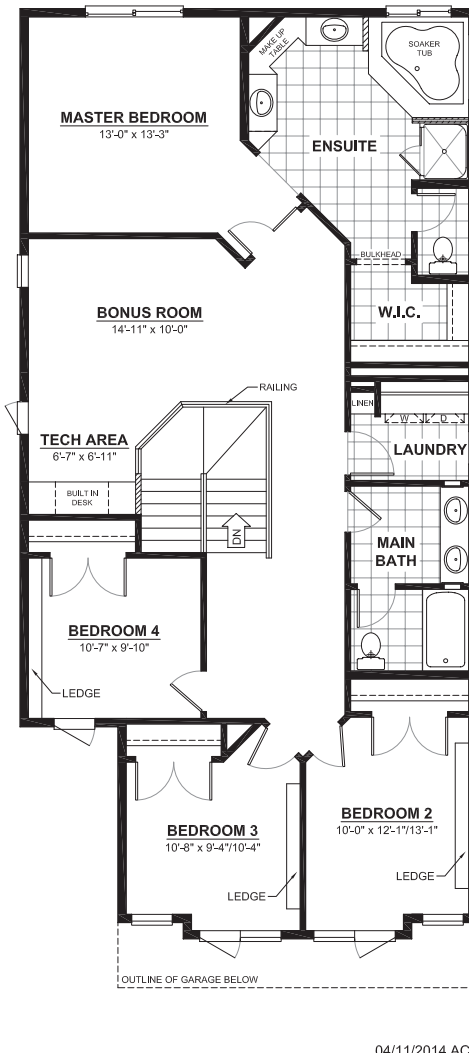 MAKE UP
TABLE
SOAKER
TUB
MASTER BEDROOM
13'-0" x 13'-3"
ENSUITE
BULKHEAD
BONUS ROOM
14'-11" x 10'-0"
W.I.C.
RAILING
LINEN
W
D
TECH AREA
6'-7" x 6'-11"
LAUNDRY
BUILT IN
DESK
DN
MAIN
BATH
BEDROOM 4
10'-7" x 9'-10"
LEDGE
BEDROOM 3
10'-8" x 9'-4"/10'-4"
BEDROOM 2
10'-0" x 12'-1"/13'-1"
LEDGE
LEDGE
OUTLINE OF GARAGE BELOW
04/11/2014 AC